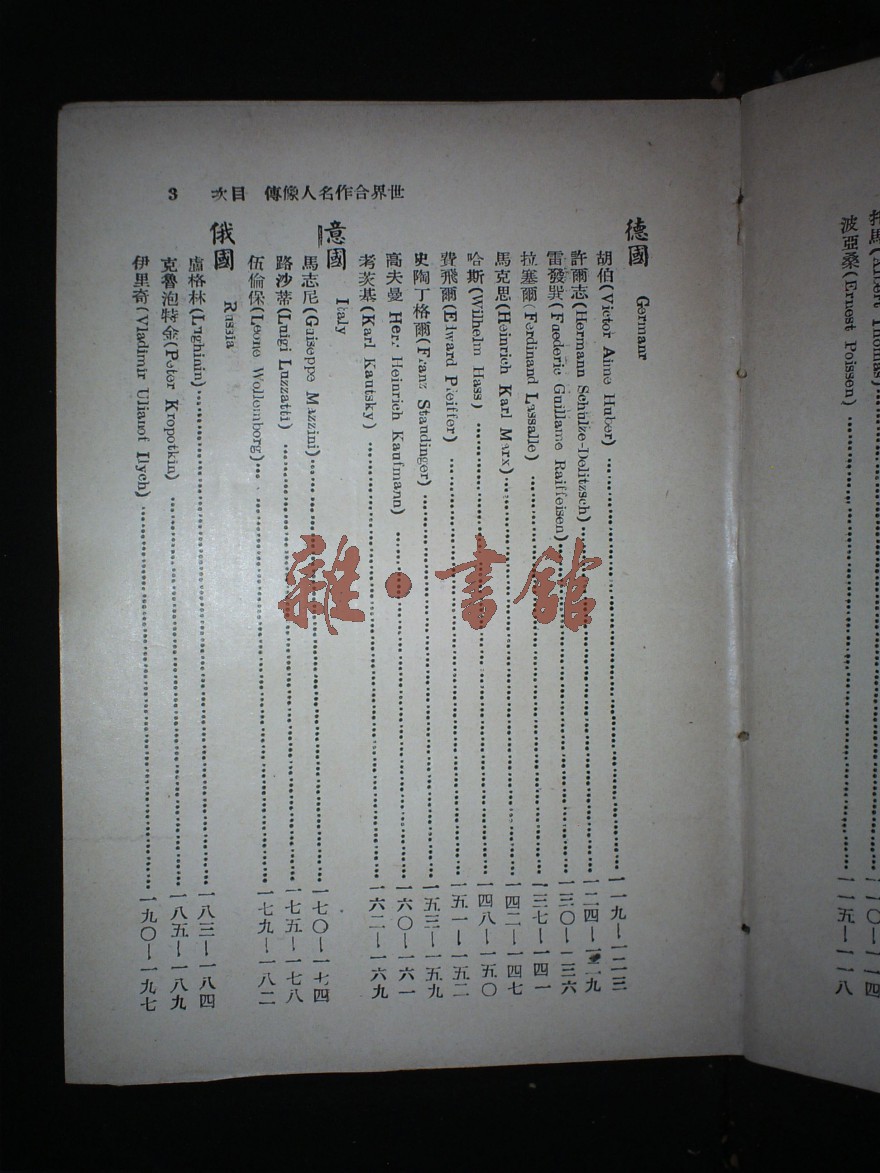 波亞桑(Ernest Poissen)……一一五—一一八
世界合作名人像傳 目次 3
德國 Germanr
胡伯(Victor Aime Huber)……一一九—一二三
許爾志(Hermann Schulze-Delitzsch)……一二四—一二九
雷發巽(Faederic Guiliame Raiffeisen)……一三〇—一三六
拉塞爾(Ferdinand Lassalle)……一三七—一四一
馬克思(Heinrich Karl Marx)……一四二—一四七
哈斯(Wilhelm Hass)……一四八—一五〇
費飛爾(Edward Pfeiffer)……一五一—一五二
史陶丁格爾(Franz Staudinger)……一五三—一五九
高夫曼 Herr Heinrich Kaufmann)……一六〇—一六一
考茨基(Karl Kautsky)……一六二—一六九
意國 Italy
馬志尼(Guiseppe Mazzini)……一七〇—一七四
路沙蒂(Luigi Luzzatti)……一七五—一七八
伍倫保(Leone Wollemborg)……一七九—一八二
俄國 Russia
盧格林(Lughinin)……一八三—一八四
克魯泡特金(Peter Kropotkin)……一八五—一八九
伊里奇(Vladimir Ulianof Ilych)……一九〇—一九七
雜·書館